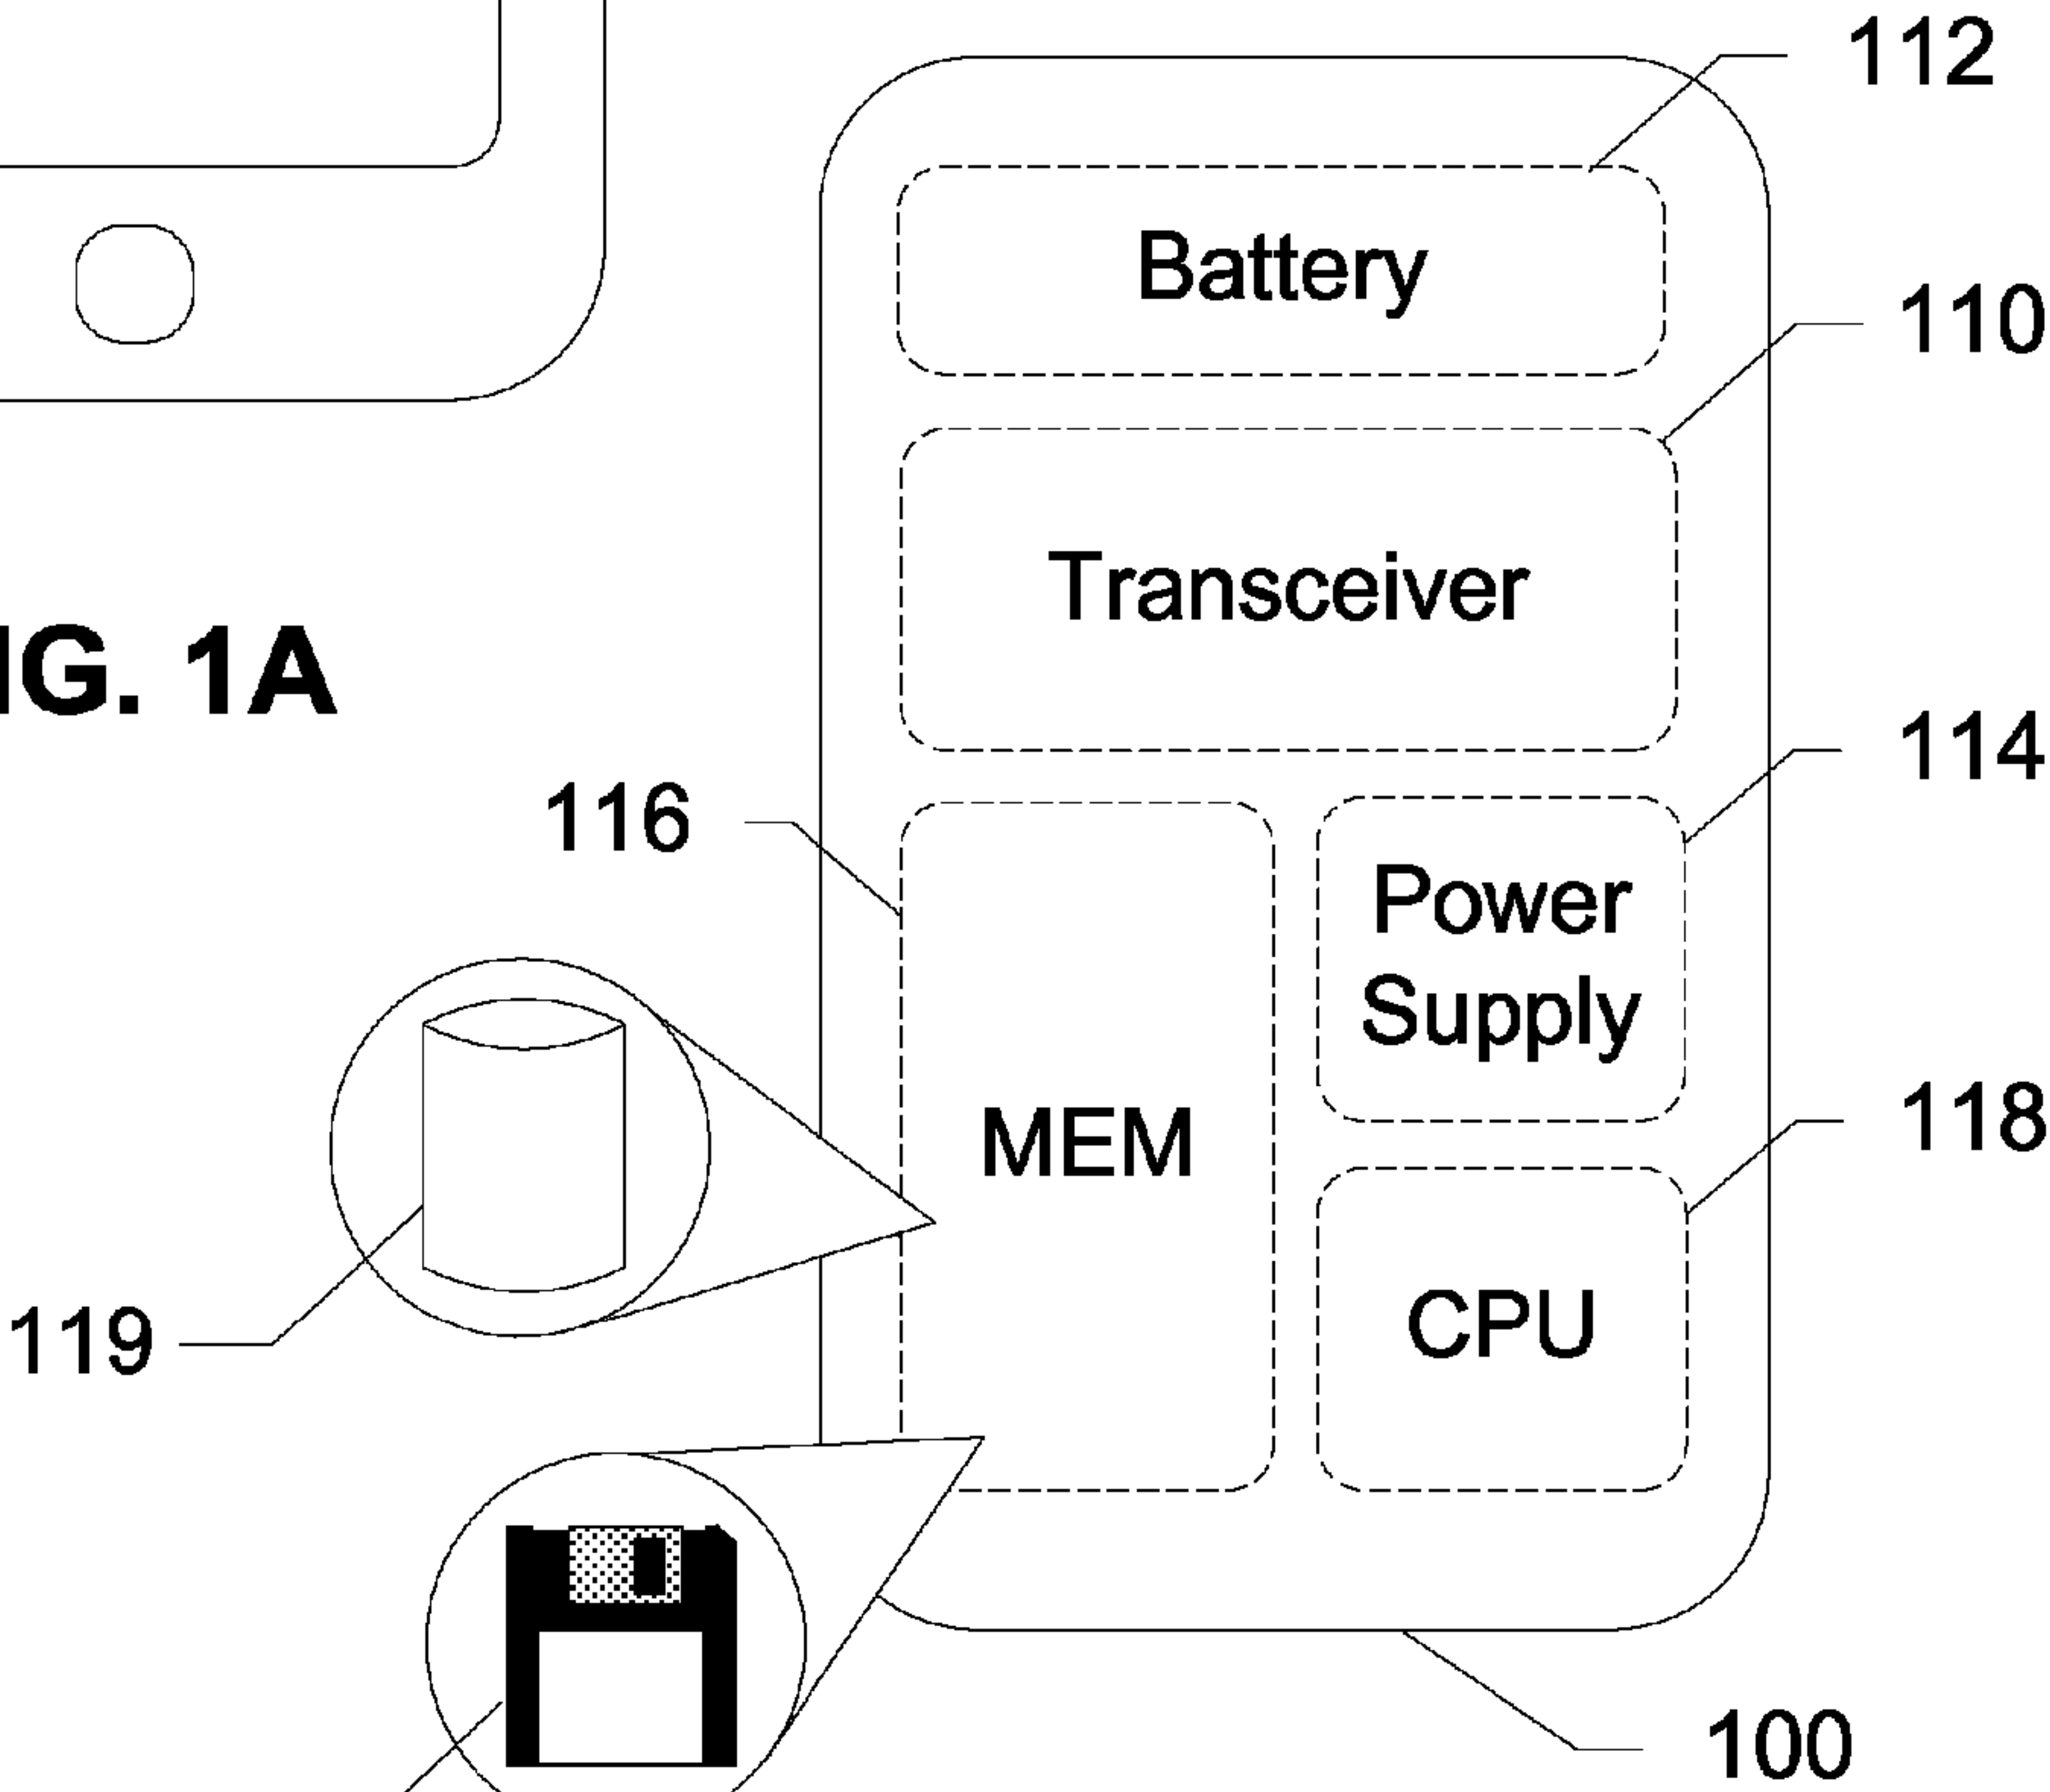 112
Battery
110
Transceiver
IG. 1A
114
116
Power
Supply
118
MEM
CPU
119
100